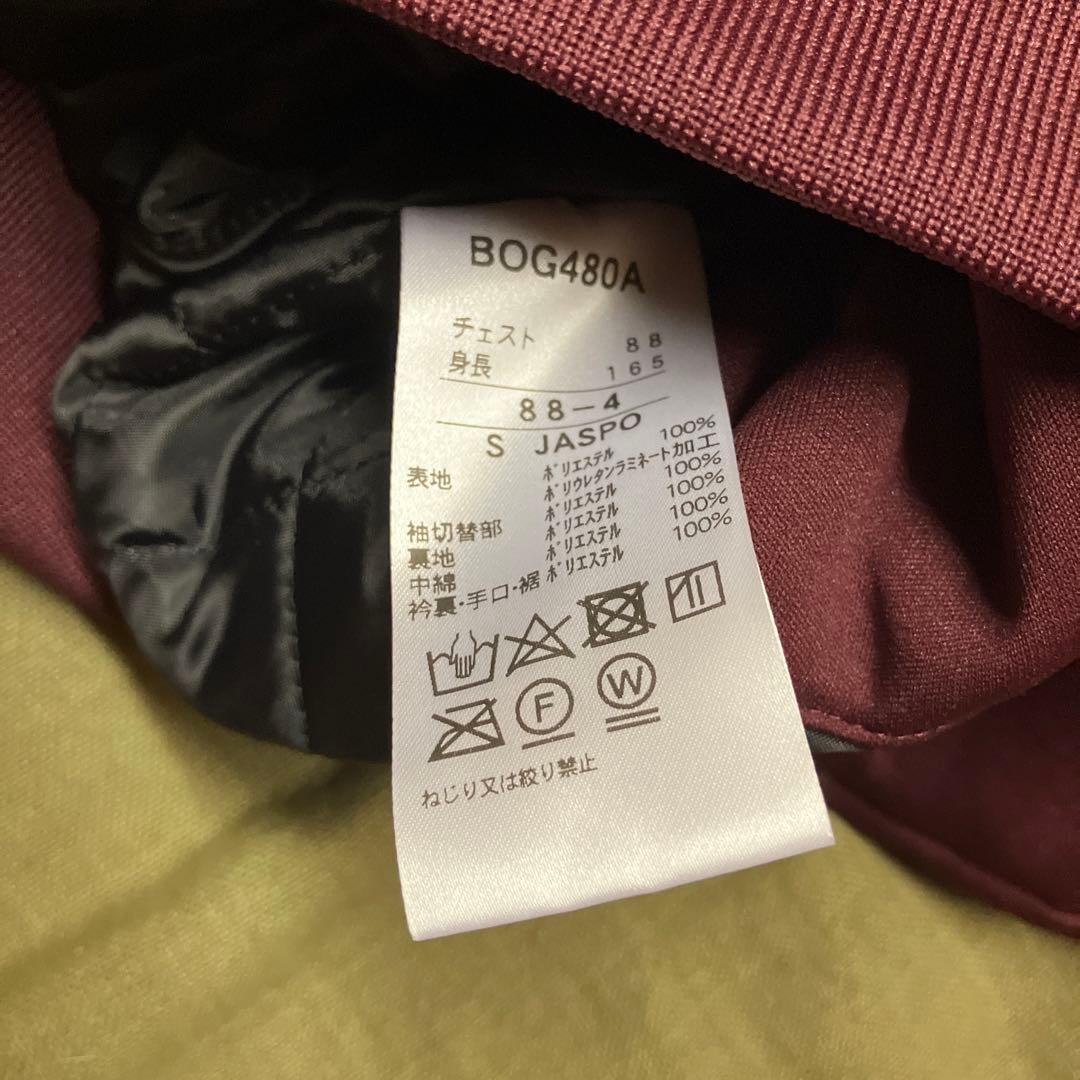 BOG480A
チェスト 88
身長 165
88-4
S JASPO
表地 ポリエステル 100%
ポリウレタンラミネート加工
袖切替部 ポリエステル 100%
裏地 ポリエステル 100%
中綿 ポリエステル 100%
衿裏・手口・裾 ポリエステル 100%
F W
ねじり又は絞り禁止